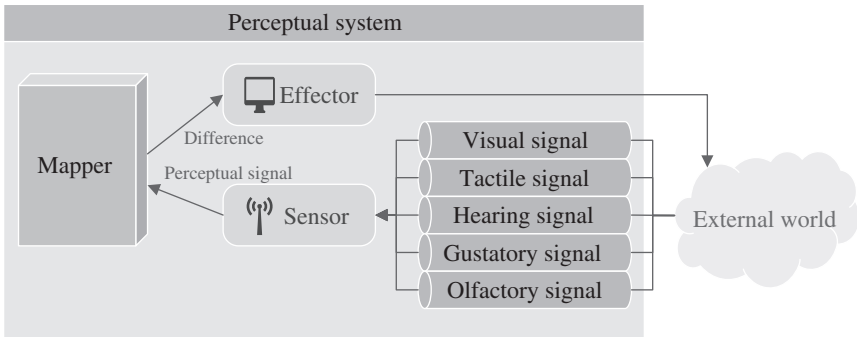 Perceptual system
Effector
Difference
Mapper
Perceptual signal
Sensor
Visual signal
Tactile signal
Hearing signal
Gustatory signal
Olfactory signal
External world